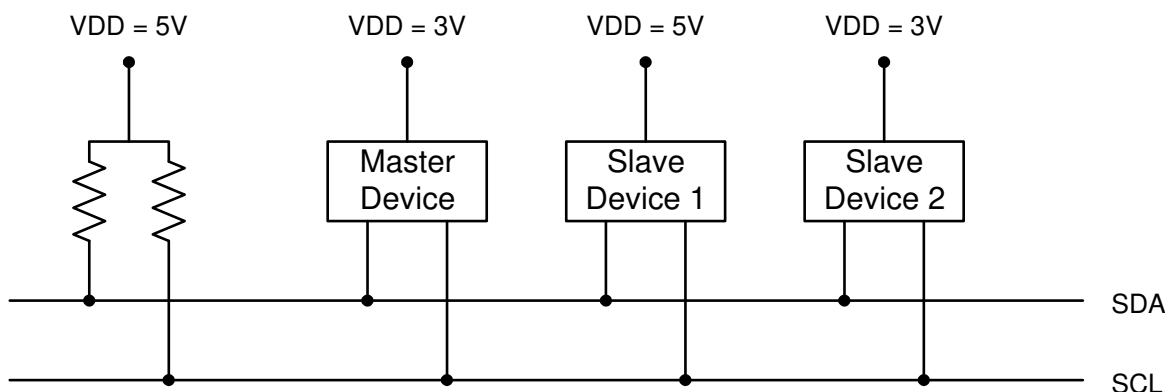 VDD = 5V
VDD = 3V
VDD = 5V
VDD = 3V
Master
Device
Slave
Device 1
Slave
Device 2
SDA
SCL